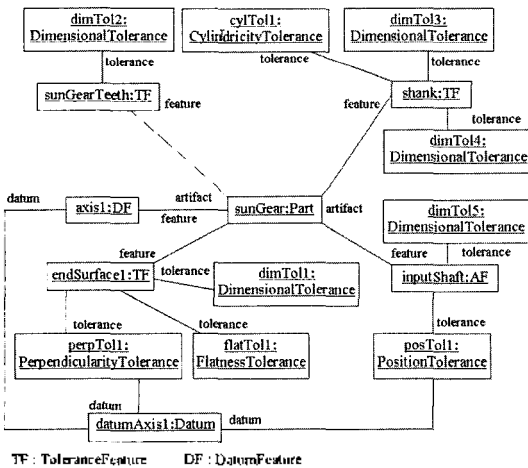 dimTol2:
DimensionalTolerance
cylTol1:
CylindricityTolerance
dimTol3:
DimensionalTolerance
tolerance
tolerance
tolerance
sunGearTeeth:TF
feature
feature
shank:TF
tolerance
dimTol4:
DimensionalTolerance
datum
axis1:DF
artifact
feature
sunGear:Part
artifact
dimTol5:
DimensionalTolerance
feature
tolerance
feature
endSurface1:TF
tolerance
dimTol1:
DimensionalTolerance
inputShaft:AF
tolerance
tolerance
tolerance
perpTol1:
PerpendicularityTolerance
flatTol1:
FlatnessTolerance
posTol1:
PositionTolerance
datum
datumAxis1:Datum
datum
TF : ToleranceFeature
DF : DatumFeature